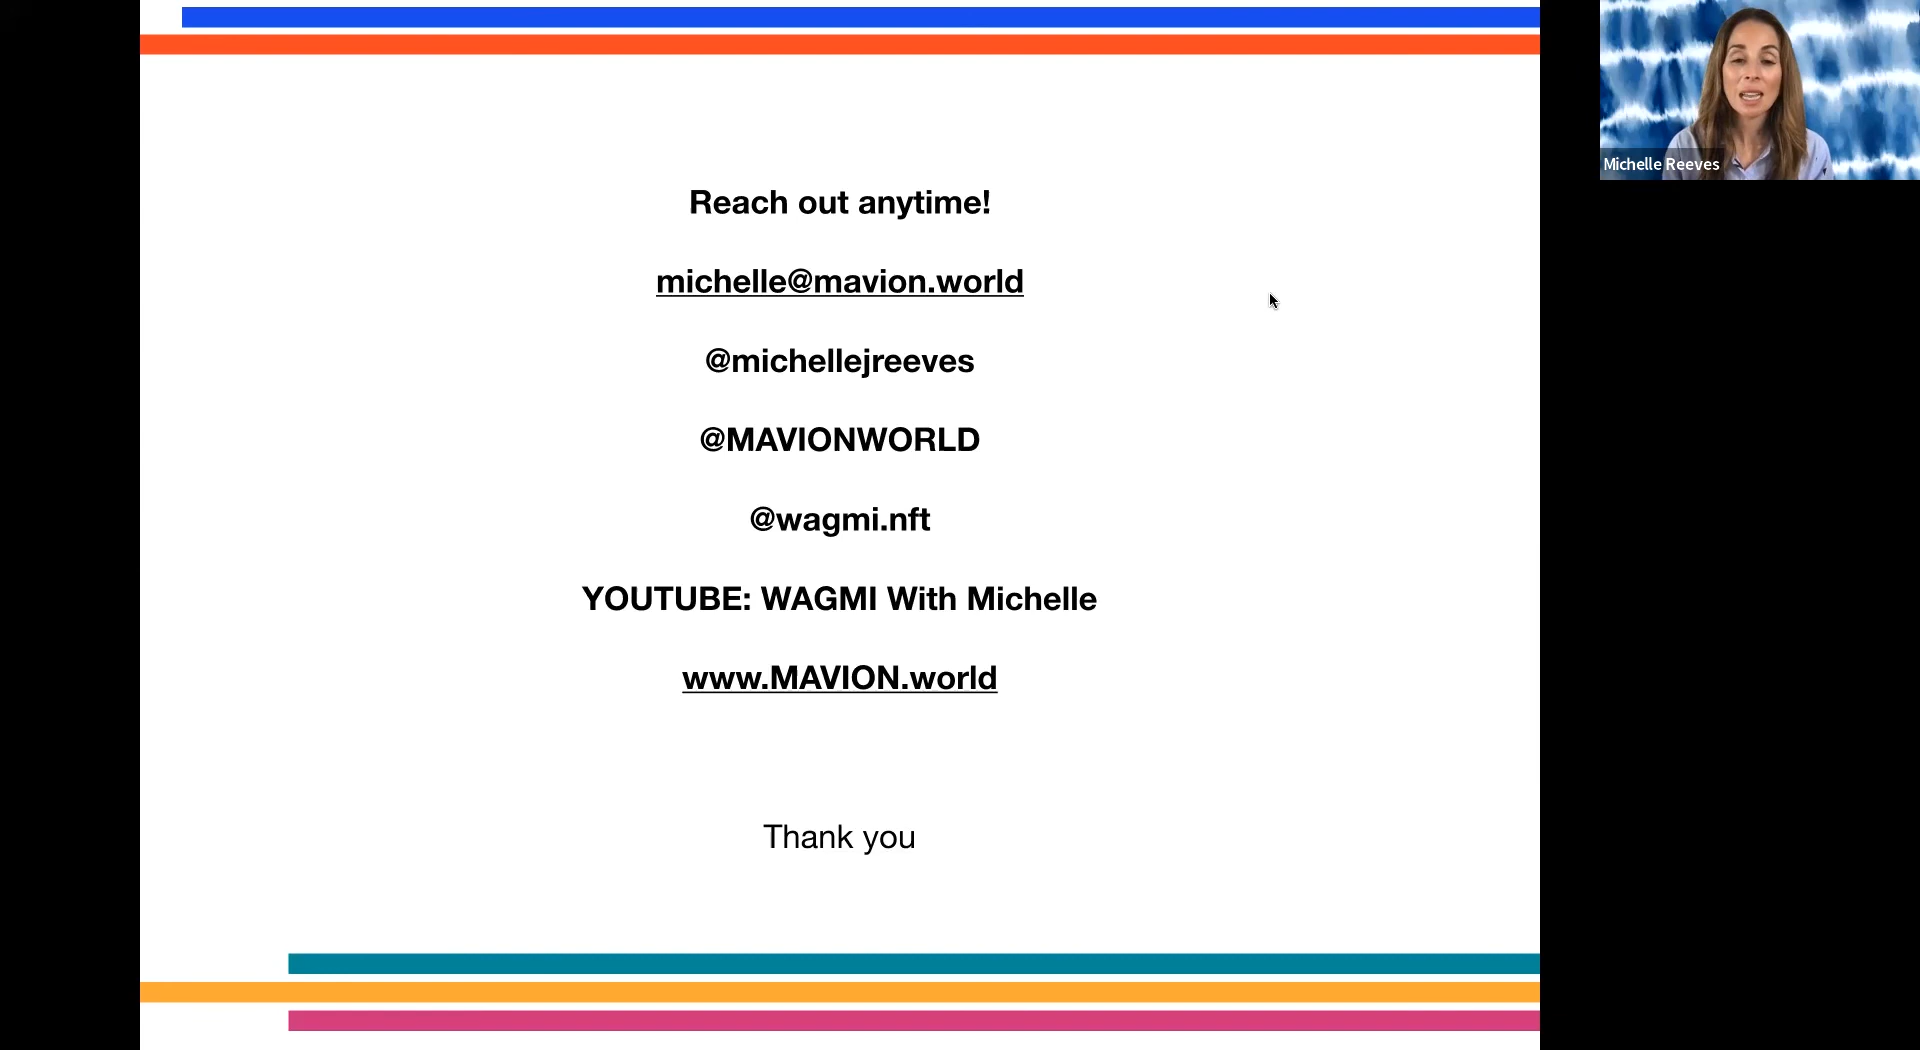 Reach out anytime!
michelle@mavion.world
@michellejreeves
@MAVIONWORLD
@wagmi.nft
YOUTUBE: WAGMI With Michelle
www.MAVION.world
Thank you
Michelle Reeves